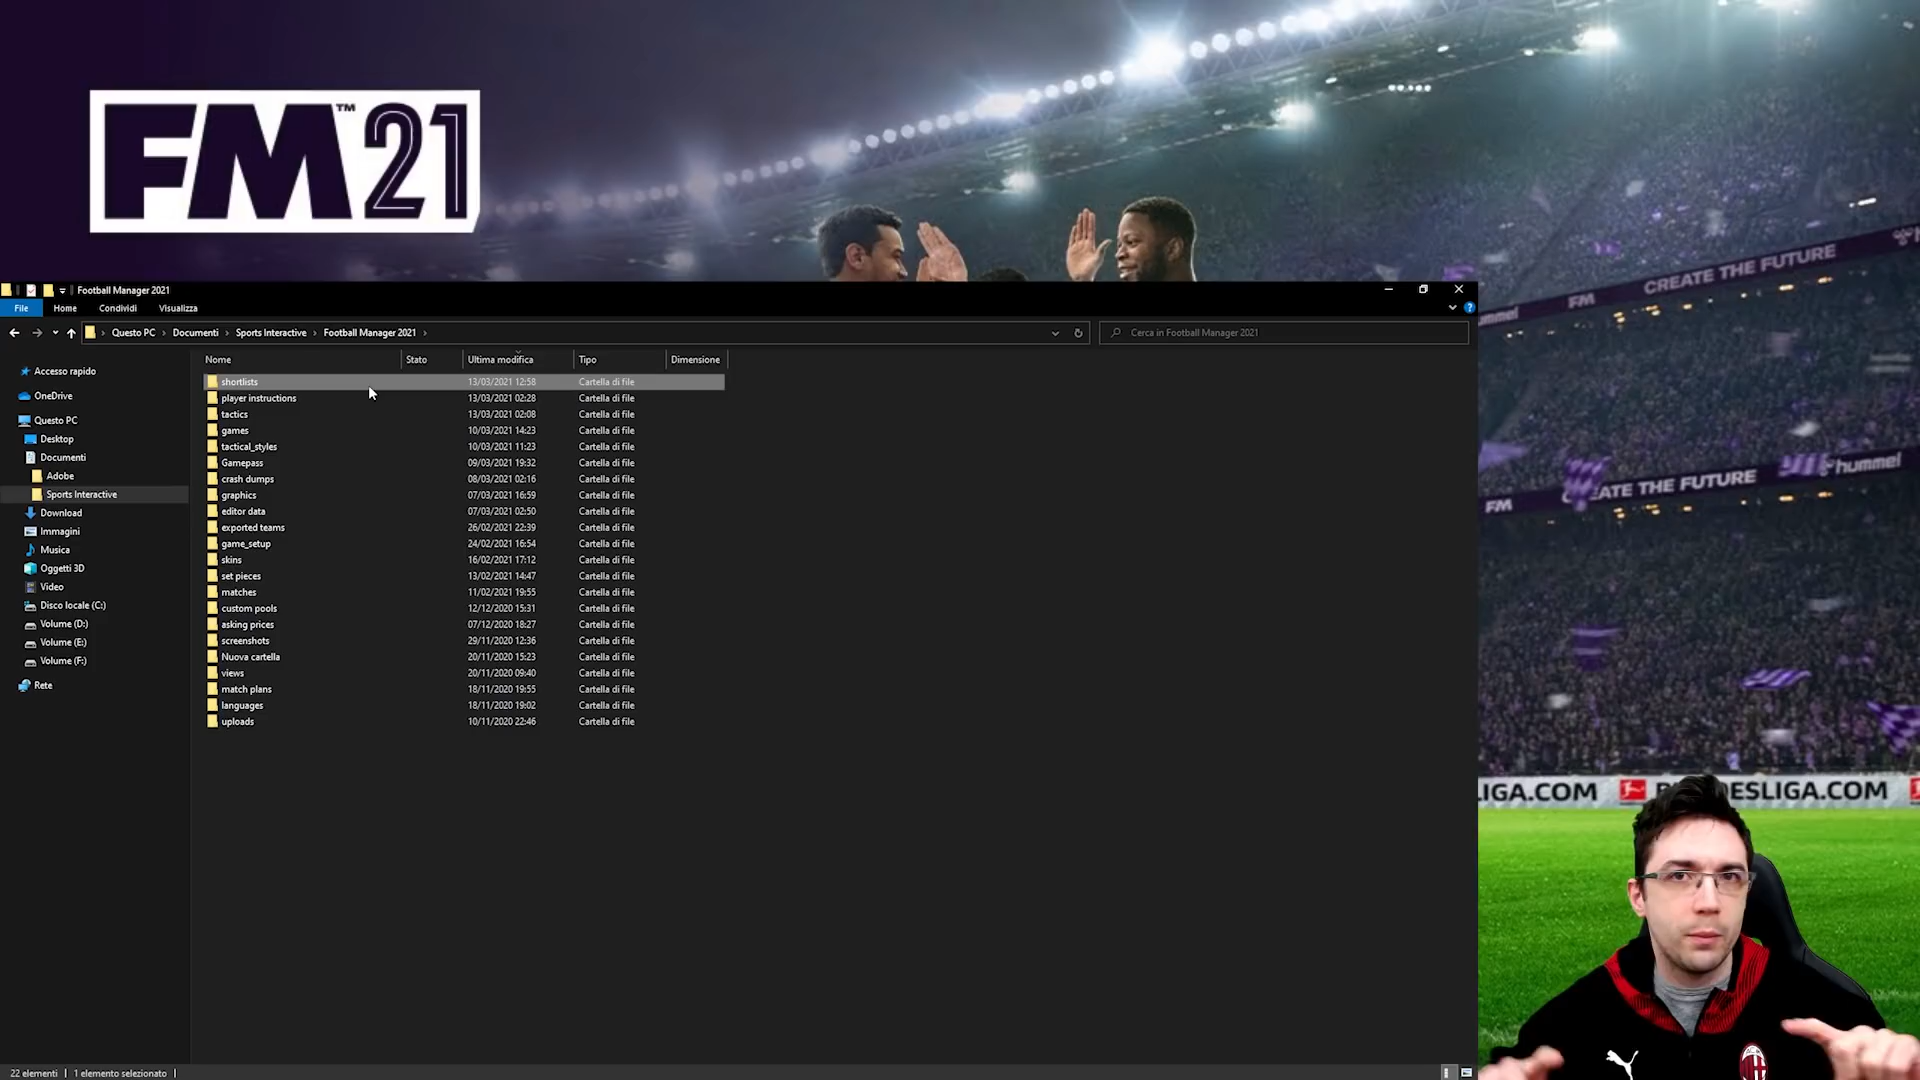 FM™21
CREATE THE FUTURE
FM
hummel
FM
CREATE THE FUTURE
hummel
Football Manager 2021
File Home Condividi Visualizza
Questo PC > Documenti > Sports Interactive > Football Manager 2021 >
Cerca in Football Manager 2021
Nome Stato Ultima modifica Tipo Dimensione
Accesso rapido
OneDrive
Questo PC
Desktop
Documenti
Adobe
Sports Interactive
Download
Immagini
Musica
Oggetti 3D
Video
Disco locale (C:)
Volume (D:)
Volume (E:)
Volume (F:)
Rete
shortlists 13/03/2021 12:58 Cartella di file
player instructions 13/03/2021 02:28 Cartella di file
tactics 13/03/2021 02:08 Cartella di file
games 10/03/2021 14:23 Cartella di file
tactical_styles 10/03/2021 11:23 Cartella di file
Gamepass 09/03/2021 19:32 Cartella di file
crash dumps 08/03/2021 02:16 Cartella di file
graphics 07/03/2021 16:59 Cartella di file
editor data 07/03/2021 02:50 Cartella di file
exported teams 26/02/2021 22:39 Cartella di file
game_setup 24/02/2021 16:54 Cartella di file
skins 16/02/2021 17:12 Cartella di file
set pieces 13/02/2021 14:47 Cartella di file
matches 11/02/2021 19:55 Cartella di file
custom pools 12/12/2020 15:31 Cartella di file
asking prices 07/12/2020 18:27 Cartella di file
screenshots 29/11/2020 12:36 Cartella di file
Nuova cartella 20/11/2020 15:23 Cartella di file
views 20/11/2020 09:40 Cartella di file
match plans 18/11/2020 19:55 Cartella di file
languages 18/11/2020 19:02 Cartella di file
uploads 10/11/2020 22:46 Cartella di file
LIGA.COM BUNDESLIGA.COM
22 elementi | 1 elemento selezionato |